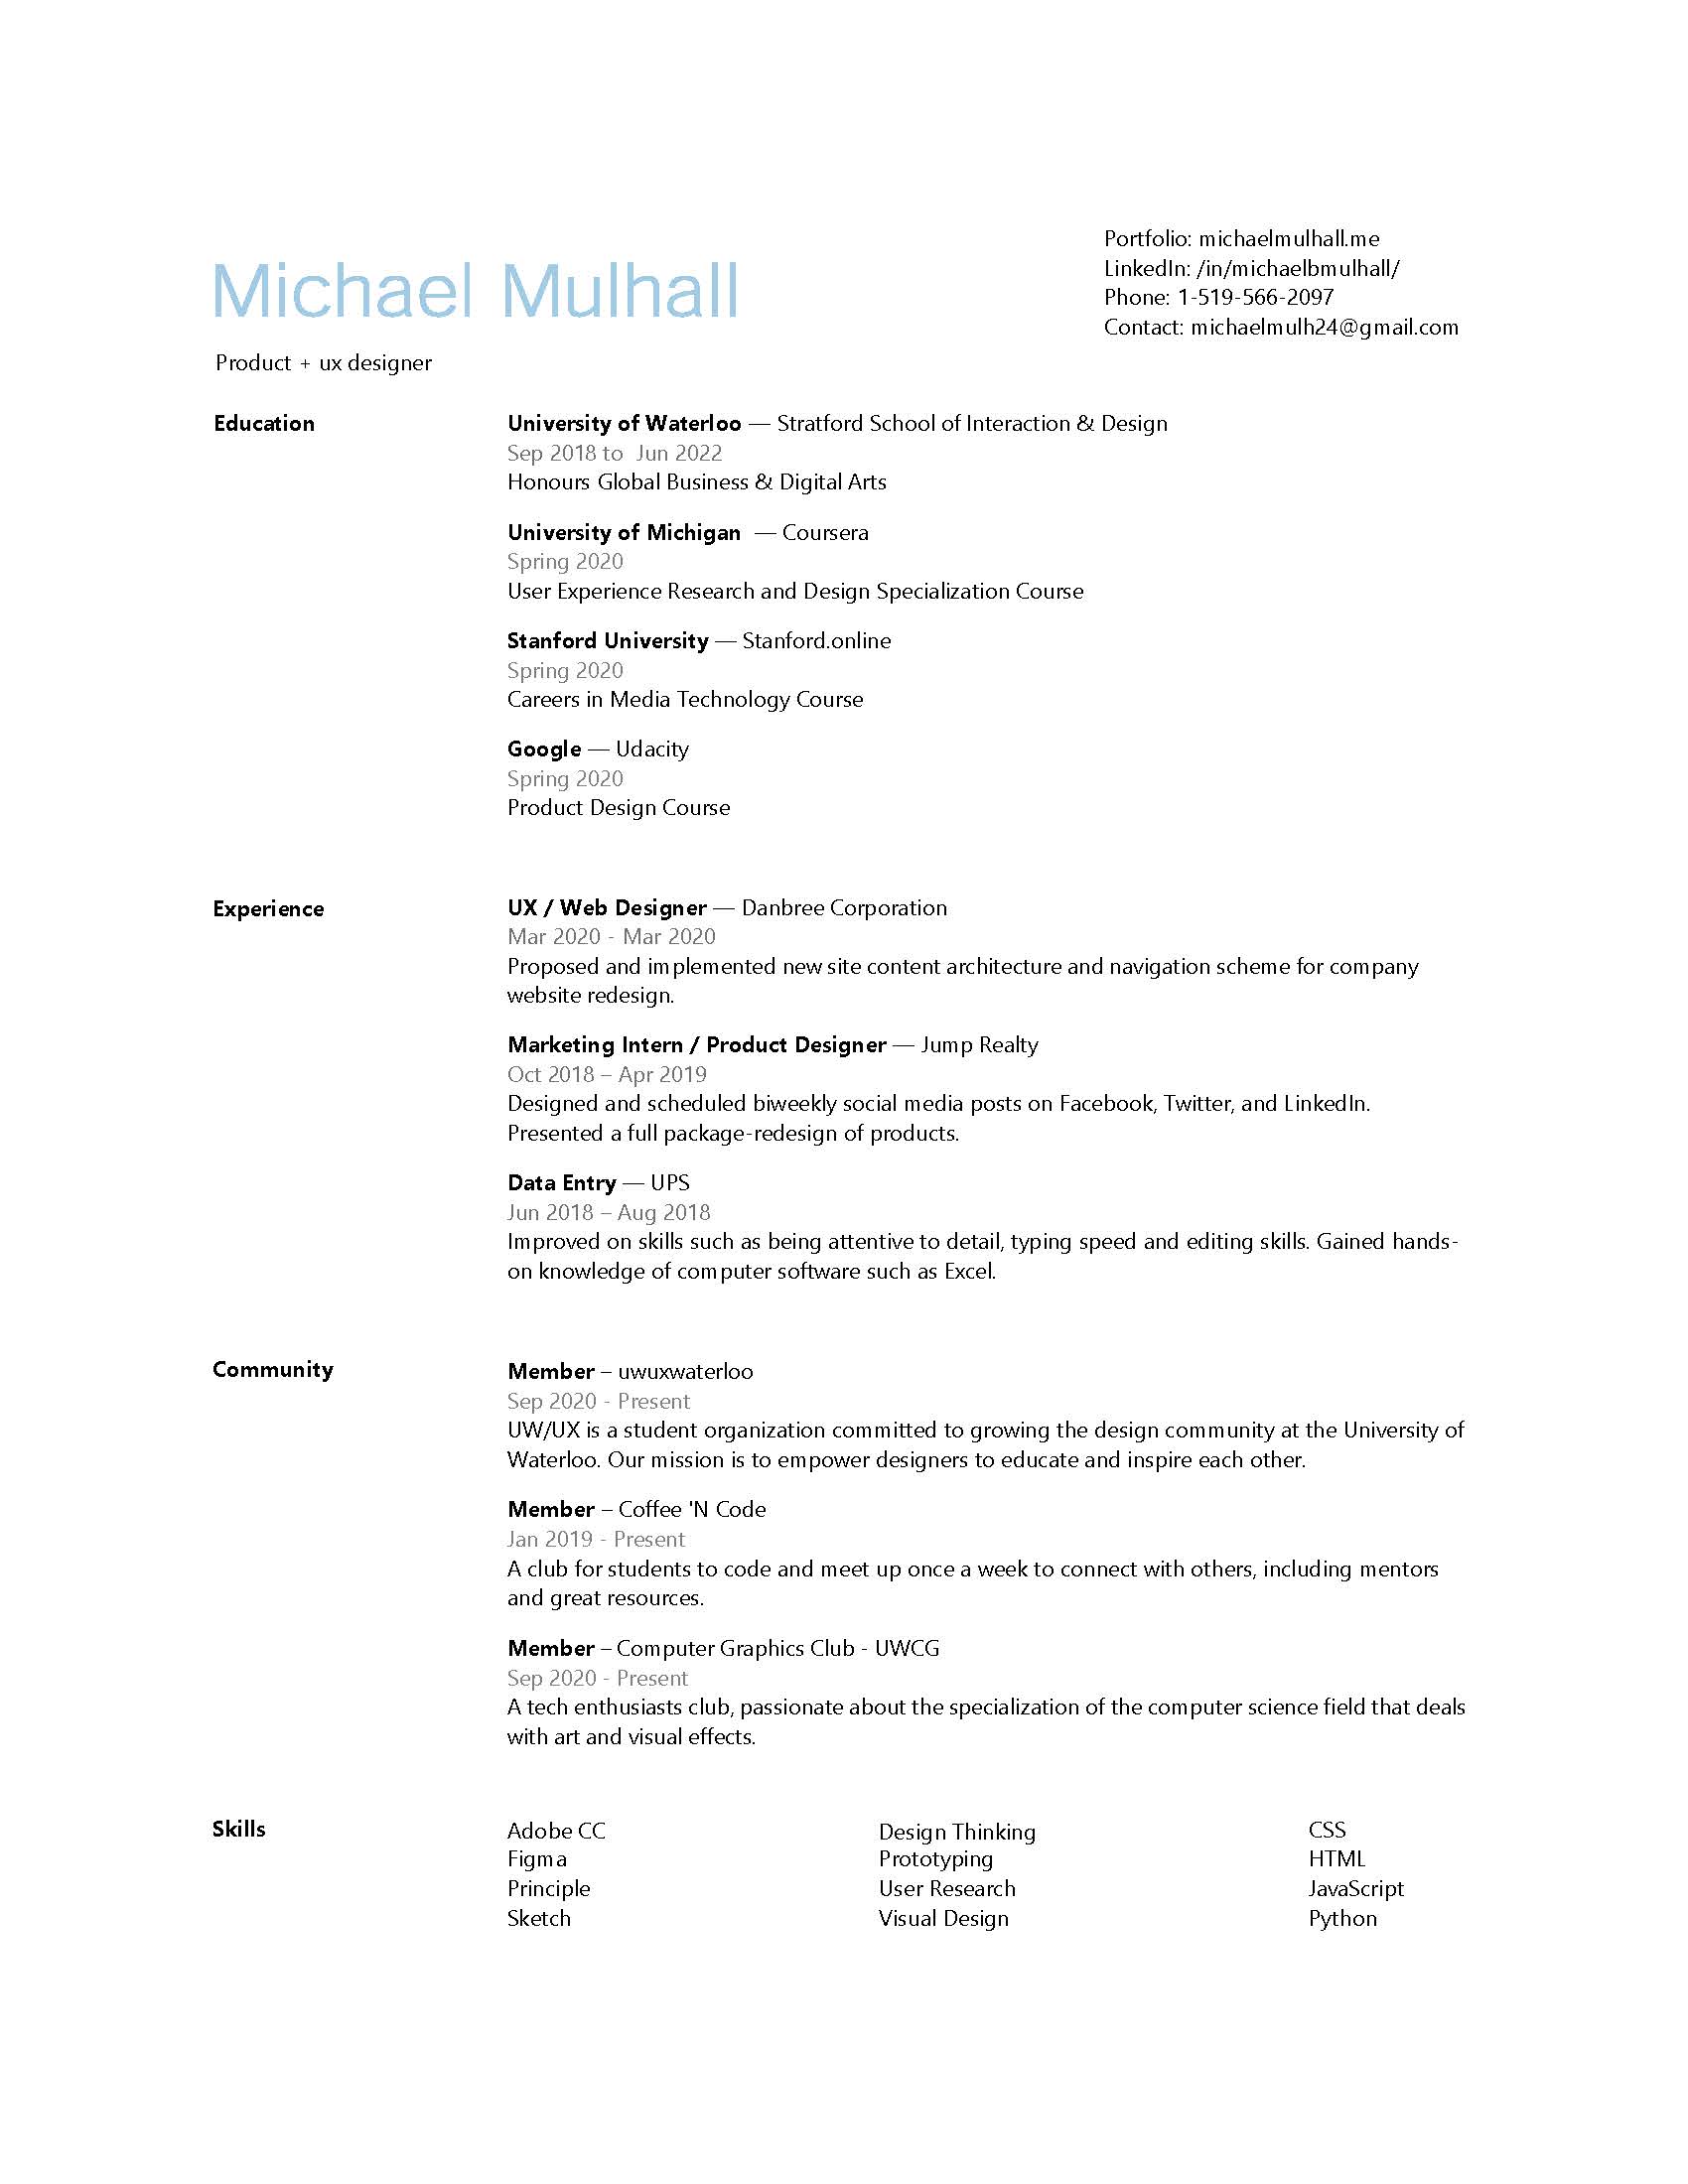 Michael Mulhall
Product + ux designer
Portfolio: michaelmulhall.me
LinkedIn: /in/michaelbmulhall/
Phone: 1-519-566-2097
Contact: michaelmulh24@gmail.com
Education
University of Waterloo — Stratford School of Interaction & Design
Sep 2018 to Jun 2022
Honours Global Business & Digital Arts
University of Michigan — Coursera
Spring 2020
User Experience Research and Design Specialization Course
Stanford University — Stanford.online
Spring 2020
Careers in Media Technology Course
Google — Udacity
Spring 2020
Product Design Course
Experience
UX / Web Designer — Danbree Corporation
Mar 2020 - Mar 2020
Proposed and implemented new site content architecture and navigation scheme for company
website redesign.
Marketing Intern / Product Designer — Jump Realty
Oct 2018 – Apr 2019
Designed and scheduled biweekly social media posts on Facebook, Twitter, and LinkedIn.
Presented a full package-redesign of products.
Data Entry — UPS
Jun 2018 – Aug 2018
Improved on skills such as being attentive to detail, typing speed and editing skills. Gained hands-
on knowledge of computer software such as Excel.
Community
Member – uwuxwaterloo
Sep 2020 - Present
UW/UX is a student organization committed to growing the design community at the University of
Waterloo. Our mission is to empower designers to educate and inspire each other.
Member – Coffee 'N Code
Jan 2019 - Present
A club for students to code and meet up once a week to connect with others, including mentors
and great resources.
Member – Computer Graphics Club - UWCG
Sep 2020 - Present
A tech enthusiasts club, passionate about the specialization of the computer science field that deals
with art and visual effects.
Skills
Adobe CC
Figma
Principle
Sketch
Design Thinking
Prototyping
User Research
Visual Design
CSS
HTML
JavaScript
Python